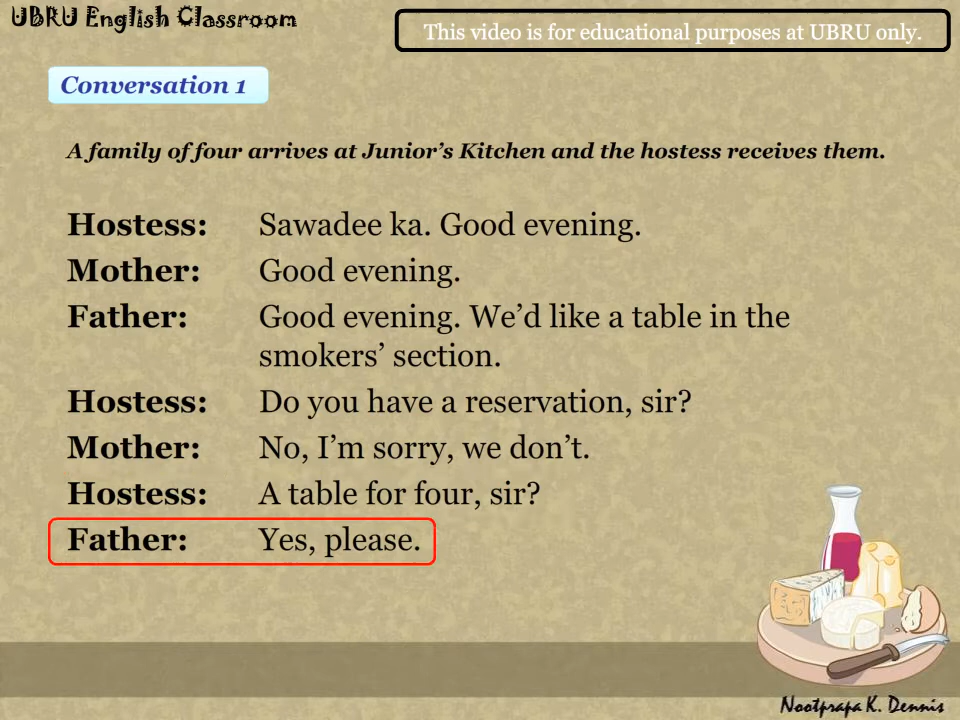 UBRU English Classroom
This video is for educational purposes at UBRU only.
Conversation 1
A family of four arrives at Junior’s Kitchen and the hostess receives them.
Hostess: Sawadee ka. Good evening.
Mother: Good evening.
Father: Good evening. We’d like a table in the
smokers’ section.
Hostess: Do you have a reservation, sir?
Mother: No, I’m sorry, we don’t.
Hostess: A table for four, sir?
Father: Yes, please.
Nootprapa K. Dennis